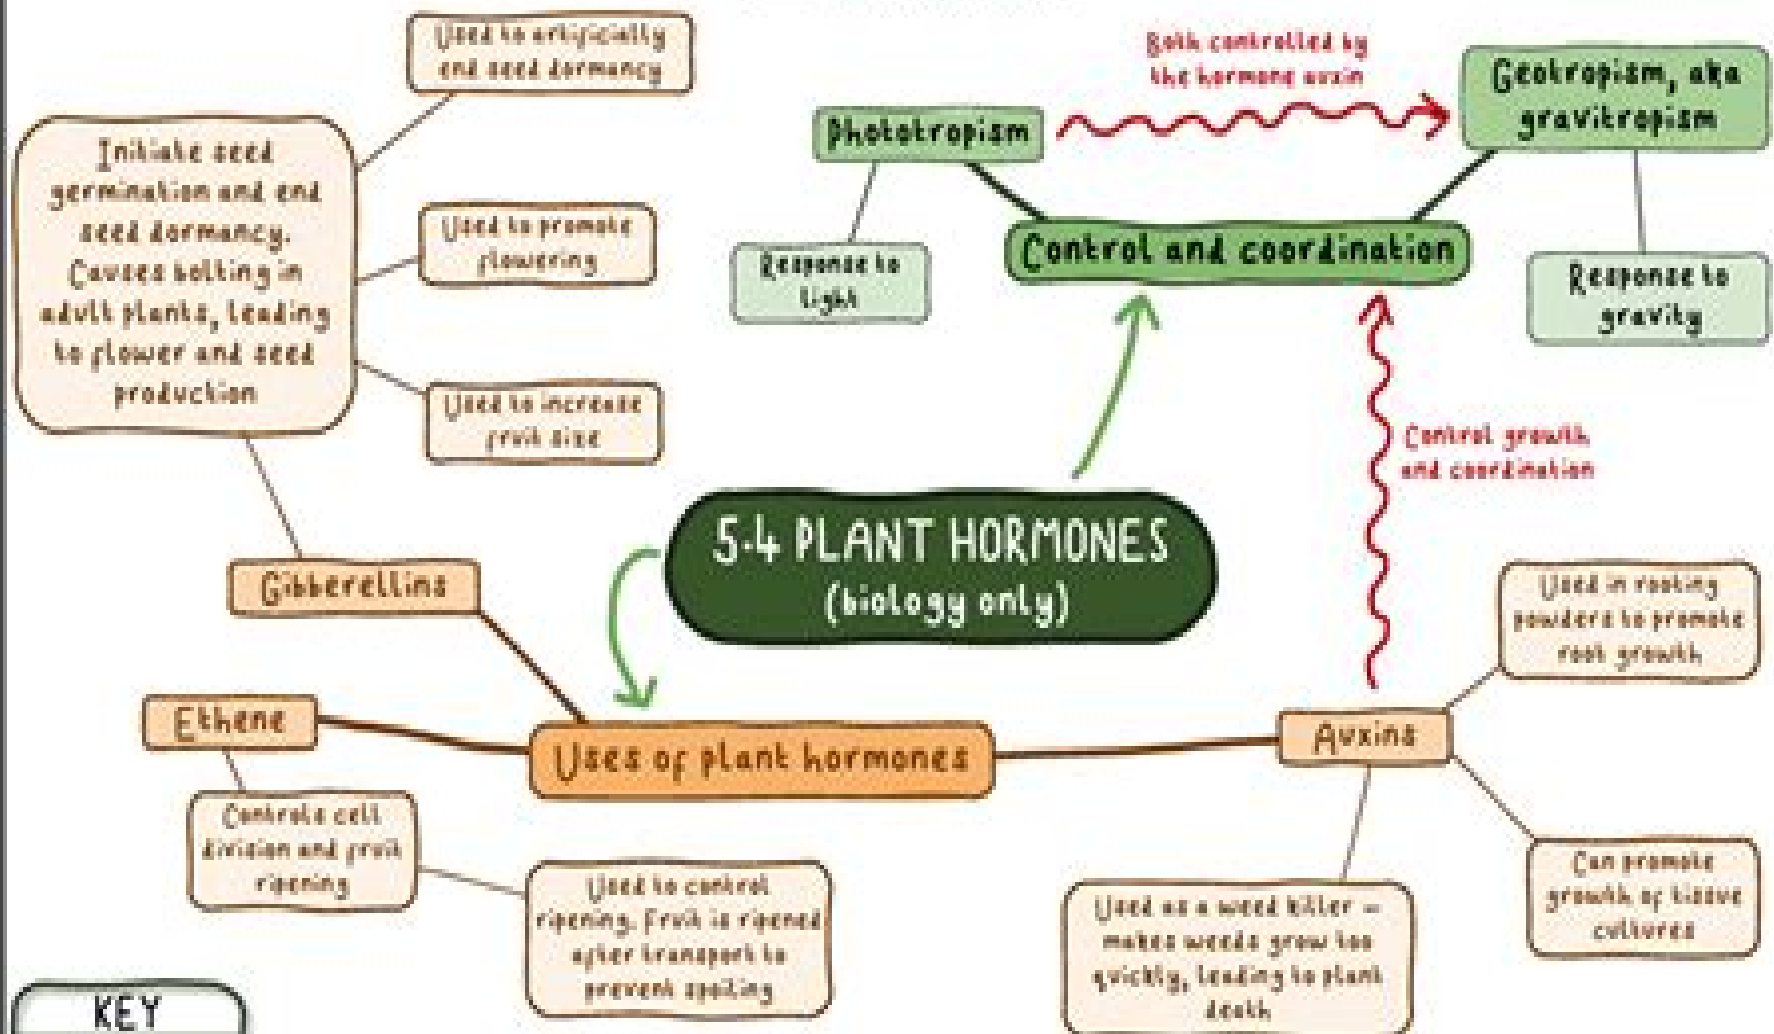 Used to artificially
end seed dormancy
Initiate seed
germination and end
seed dormancy.
Causes bolting in
adult plants, leading
to flower and seed
production
Used to promote
flowering
Used to increase
fruit size
Gibberellins
Both controlled by
the hormone auxin
Phototropism
Geotropism, aka
gravitropism
Response to
light
Control and coordination
Response to
gravity
Control growth
and coordination
5.4 PLANT HORMONES
(biology only)
Ethene
Uses of plant hormones
Auxins
Used in rooting
powders to promote
root growth
Controls cell
division and fruit
ripening
Used to control
ripening. Fruit is ripened
after transport to
prevent spoiling
Used as a weed killer –
makes weeds grow too
quickly, leading to plant
death
Can promote
growth of tissue
cultures
KEY